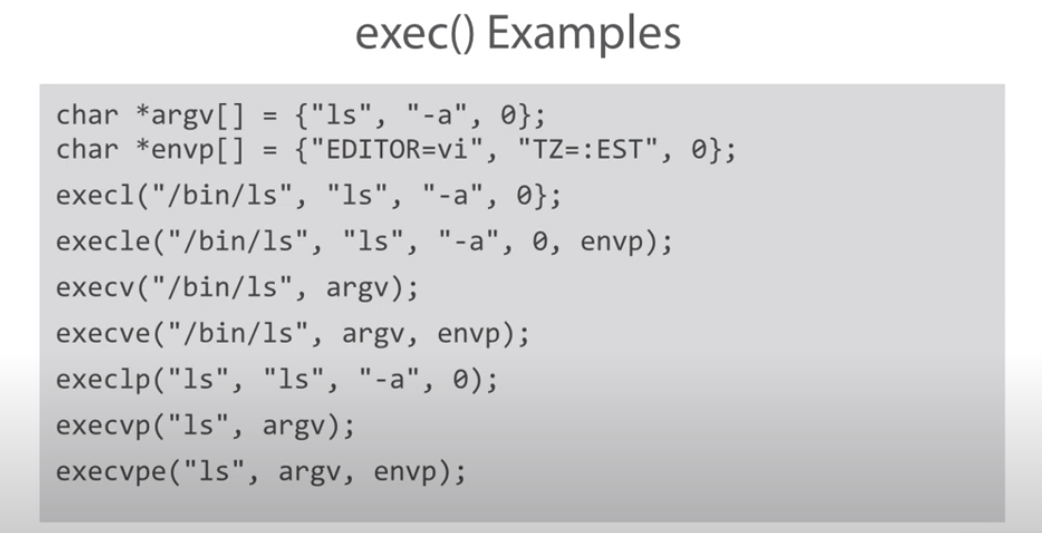 exec() Examples
char *argv[] = {"ls", "-a", 0};
char *envp[] = {"EDITOR=vi", "TZ=:EST", 0};
execl("/bin/ls", "ls", "-a", 0};
execle("/bin/ls", "ls", "-a", 0, envp);
execv("/bin/ls", argv);
execve("/bin/ls", argv, envp);
execlp("ls", "ls", "-a", 0);
execvp("ls", argv);
execvpe("ls", argv, envp);